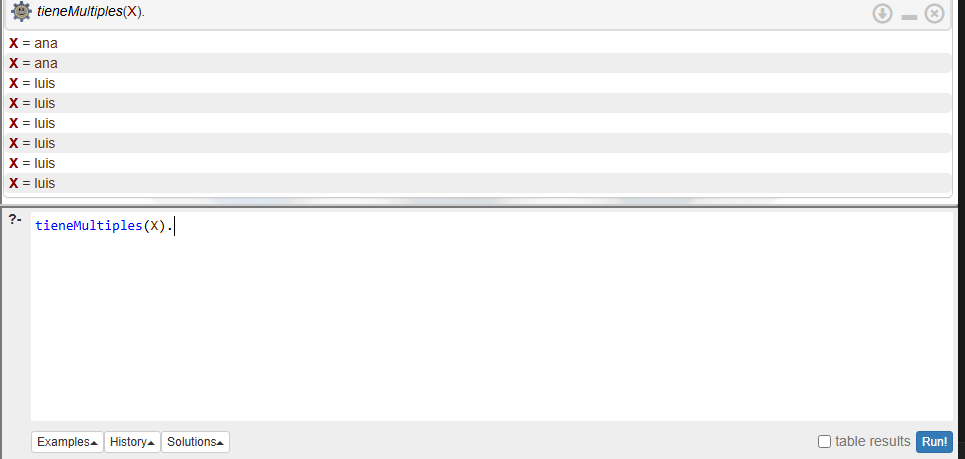 tieneMultiples(X).
X = ana
X = ana
X = luis
X = luis
X = luis
X = luis
X = luis
X = luis
?- tieneMultiples(X).
Examples History Solutions table results Run!